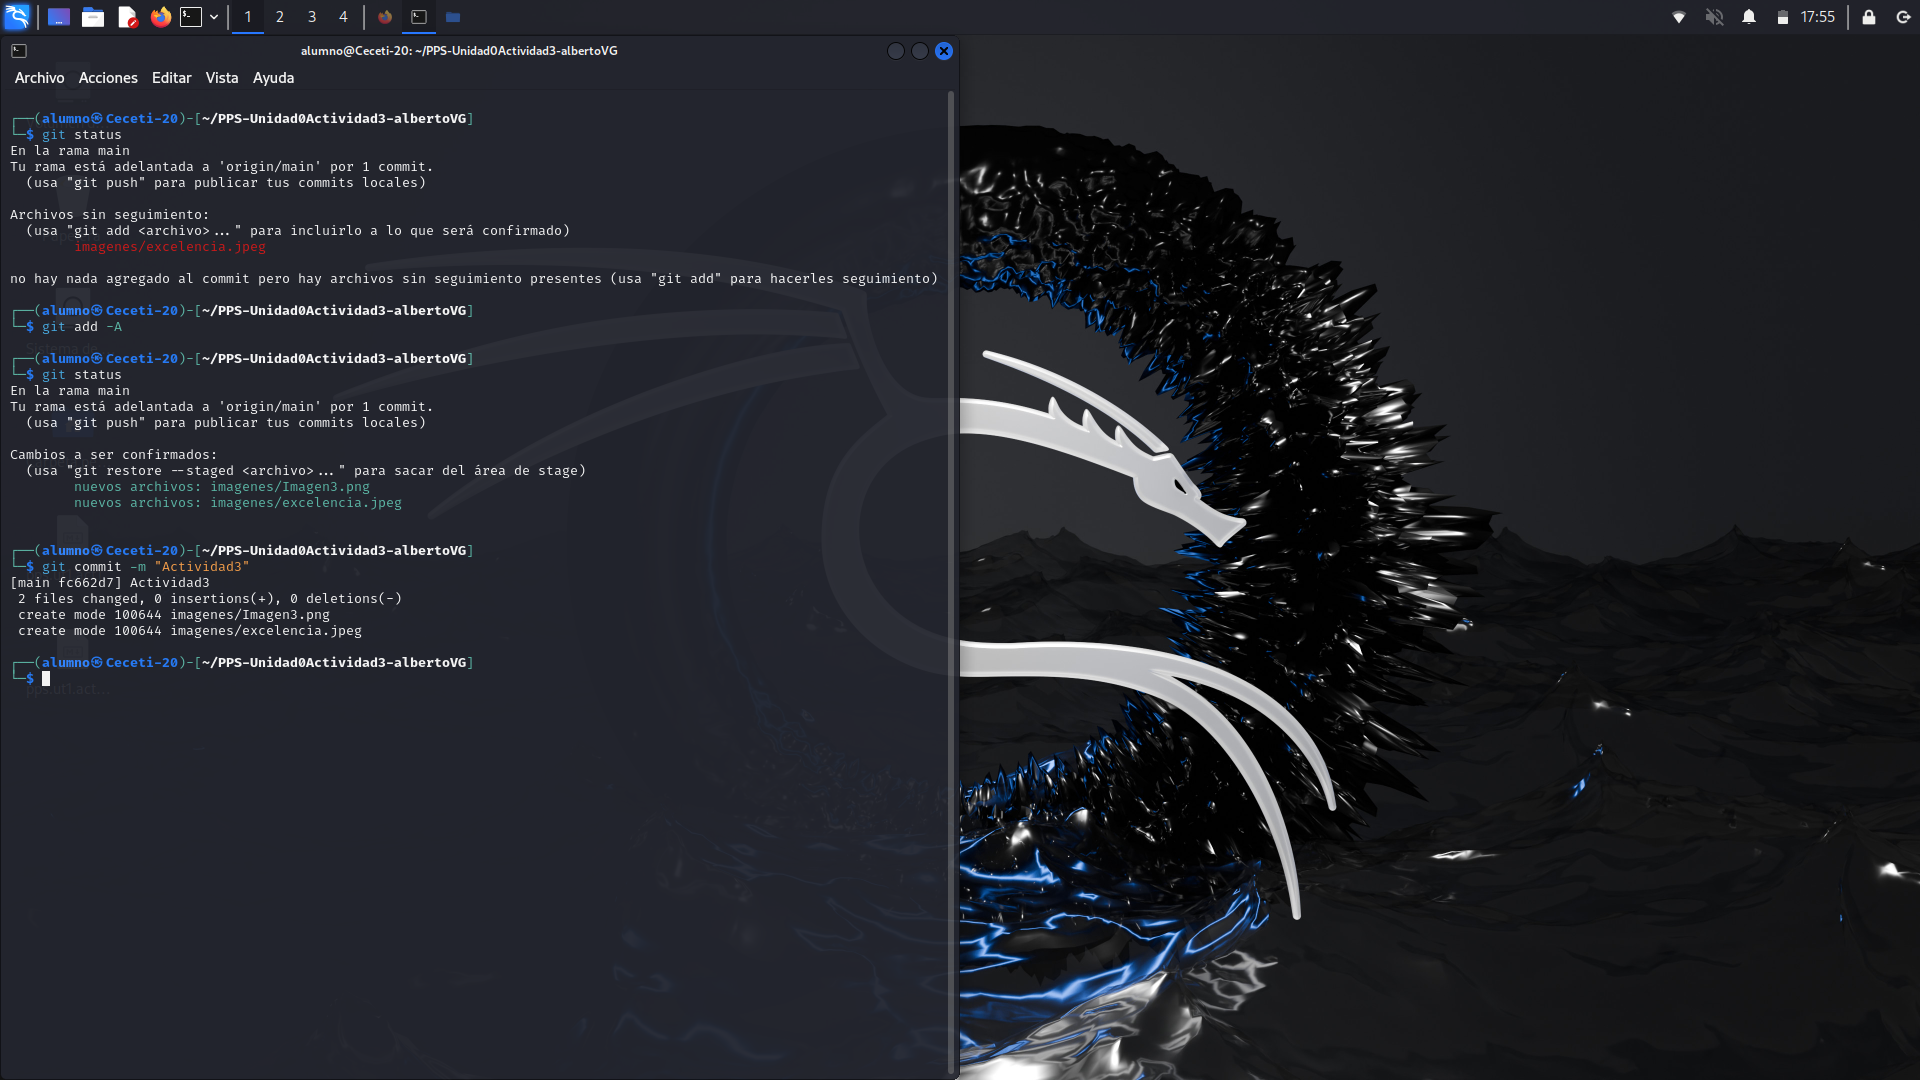 1 2 3 4
17:55
alumno@Ceceti-20: ~/PPS-Unidad0Actividad3-albertoVG
Archivo Acciones Editar Vista Ayuda
┌──(alumno㉿Ceceti-20)-[~/PPS-Unidad0Actividad3-albertoVG]
└─$ git status
En la rama main
Tu rama está adelantada a 'origin/main' por 1 commit.
  (usa "git push" para publicar tus commits locales)
Archivos sin seguimiento:
  (usa "git add <archivo>..." para incluirlo a lo que será confirmado)
        imagenes/excelencia.jpeg
no hay nada agregado al commit pero hay archivos sin seguimiento presentes (usa "git add" para hacerles seguimiento)
┌──(alumno㉿Ceceti-20)-[~/PPS-Unidad0Actividad3-albertoVG]
└─$ git add -A
Sistema de
┌──(alumno㉿Ceceti-20)-[~/PPS-Unidad0Actividad3-albertoVG]
└─$ git status
En la rama main
Tu rama está adelantada a 'origin/main' por 1 commit.
  (usa "git push" para publicar tus commits locales)
Cambios a ser confirmados:
  (usa "git restore --staged <archivo>..." para sacar del área de stage)
        nuevos archivos: imagenes/Imagen3.png
        nuevos archivos: imagenes/excelencia.jpeg
┌──(alumno㉿Ceceti-20)-[~/PPS-Unidad0Actividad3-albertoVG]
└─$ git commit -m "Actividad3"
[main fc662d7] Actividad3
 2 files changed, 0 insertions(+), 0 deletions(-)
 create mode 100644 imagenes/Imagen3.png
 create mode 100644 imagenes/excelencia.jpeg
┌──(alumno㉿Ceceti-20)-[~/PPS-Unidad0Actividad3-albertoVG]
└─$
pps.ut1.act...